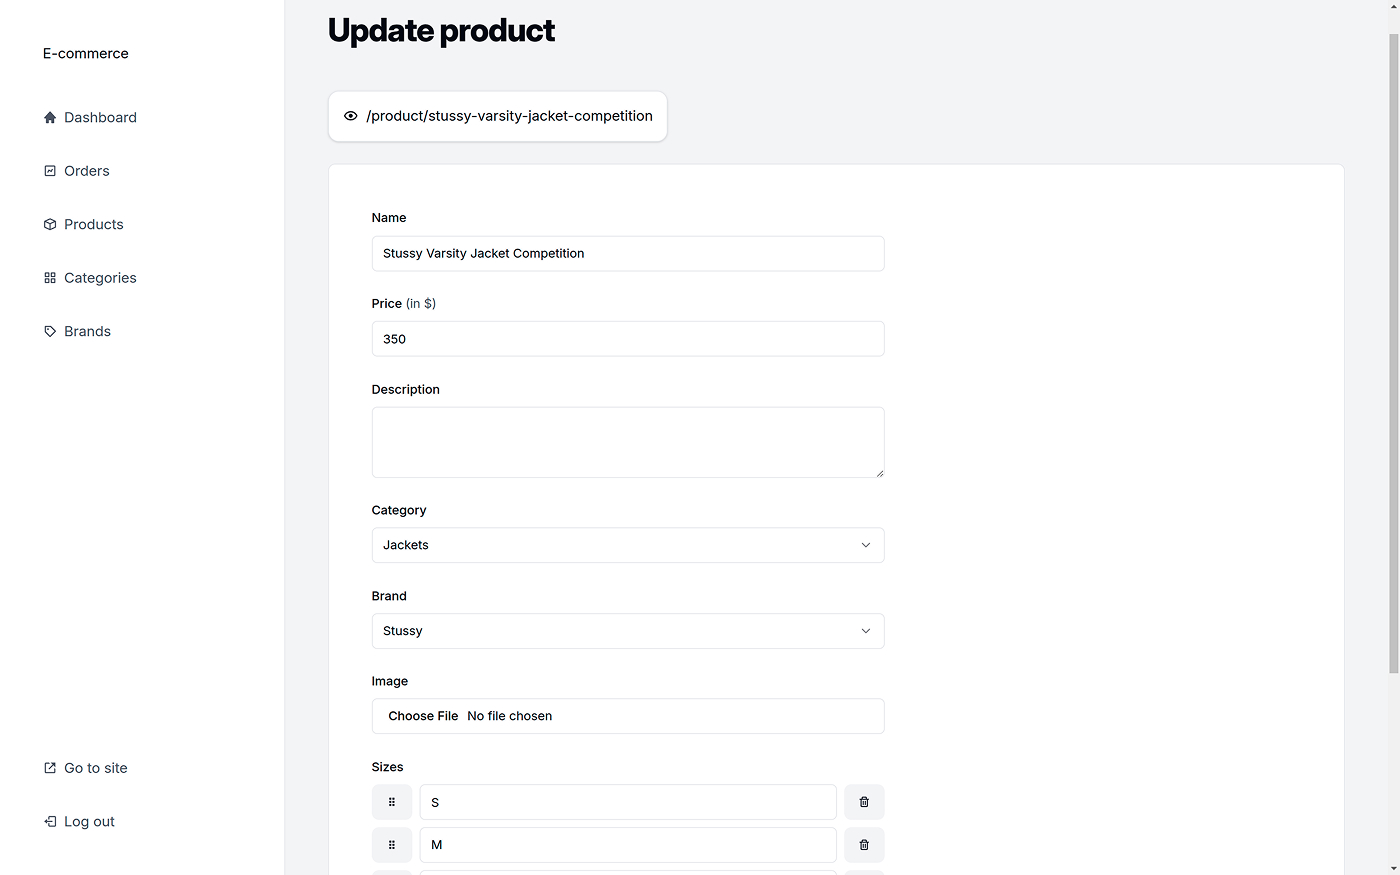 E-commerce
Dashboard
Orders
Products
Categories
Brands
Go to site
Log out
Update product
/product/stussy-varsity-jacket-competition
Name
Stussy Varsity Jacket Competition
Price (in $)
350
Description
Category
Jackets
Brand
Stussy
Image
Choose File No file chosen
Sizes
S
M